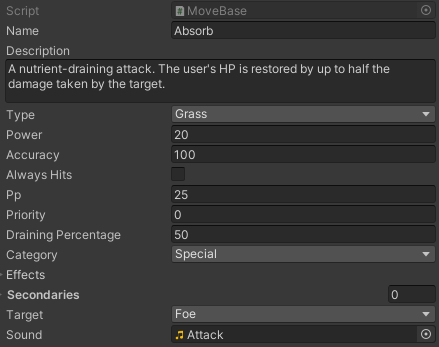 Script MoveBase
Name Absorb
Description
A nutrient-draining attack. The user's HP is restored by up to half the
damage taken by the target.
Type Grass
Power 20
Accuracy 100
Always Hits
Pp 25
Priority 0
Draining Percentage 50
Category Special
Effects
Secondaries 0
Target Foe
Sound Attack